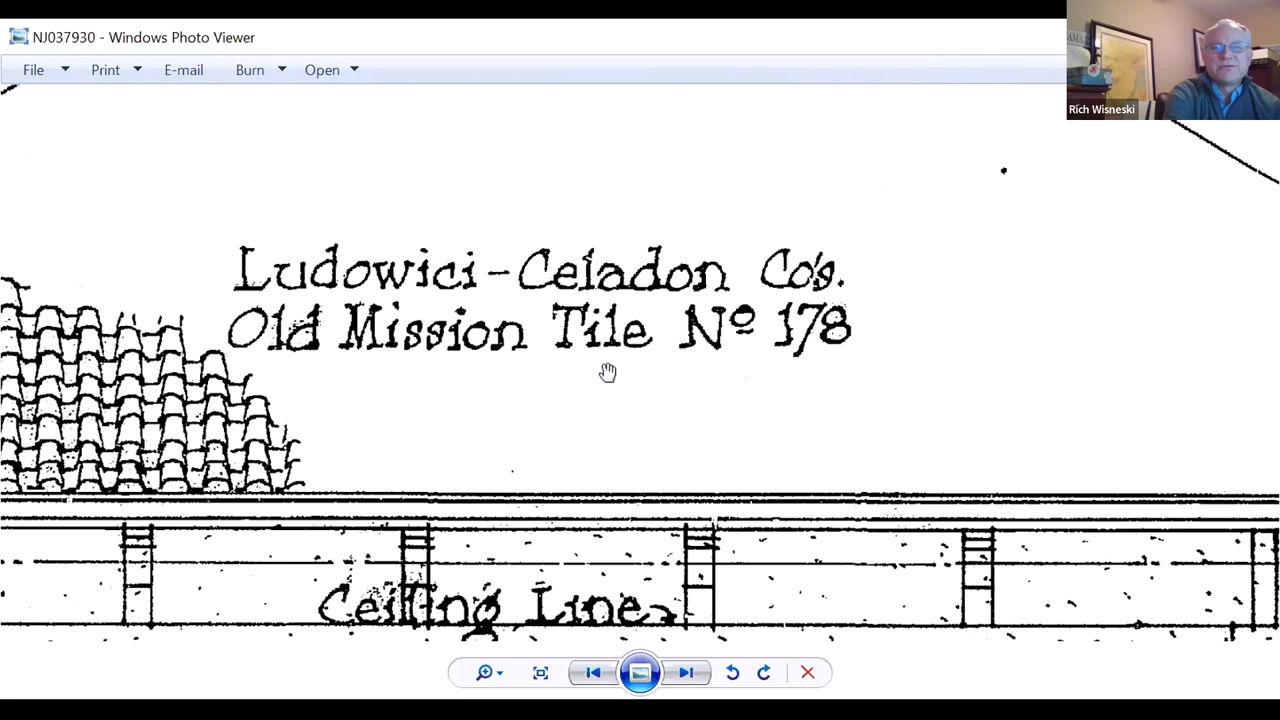 NJ037930 - Windows Photo Viewer
File Print E-mail Burn Open
Rich Wisneski
Ludowici-Celadon Co's.
Old Mission Tile Nº 178
Ceiling Line